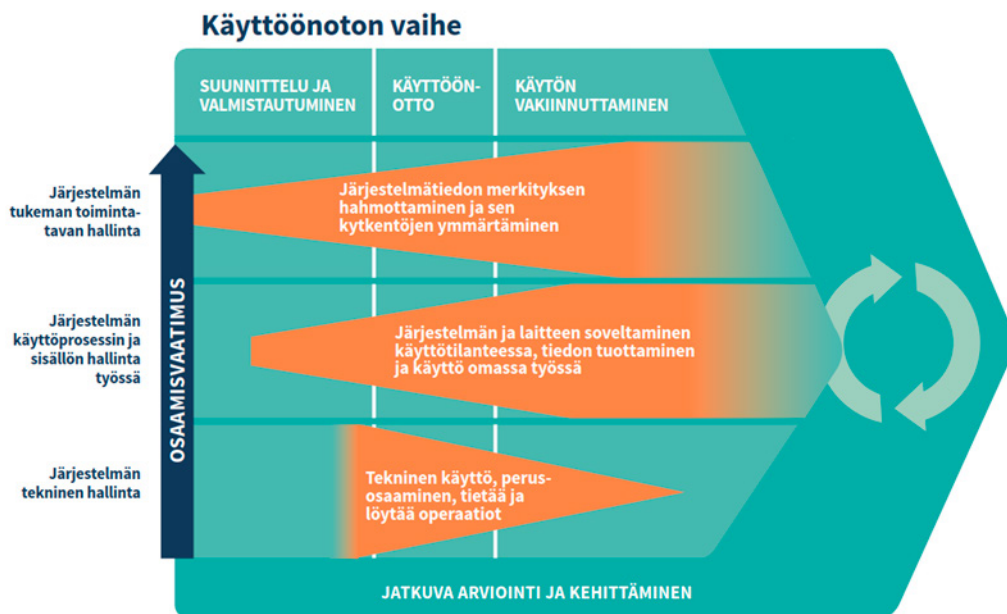 Käyttöönoton vaihe
SUUNNITTELU JA
VALMISTAUTUMINEN
KÄYTTÖÖN-
OTTO
KÄYTÖN
VAKIINNUTTAMINEN
OSAAMISVAATIMUS
Järjestelmän
tukeman toiminta-
tavan hallinta
Järjestelmätiedon merkityksen
hahmottaminen ja sen
kytkentöjen ymmärtäminen
Järjestelmän
käyttöprosessin ja
sisällön hallinta
työssä
Järjestelmän ja laitteen soveltaminen
käyttötilanteessa, tiedon tuottaminen
ja käyttö omassa työssä
Järjestelmän
tekninen hallinta
Tekninen käyttö, perus-
osaaminen, tietää ja
löytää operaatiot
JATKUVA ARVIOINTI JA KEHITTÄMINEN